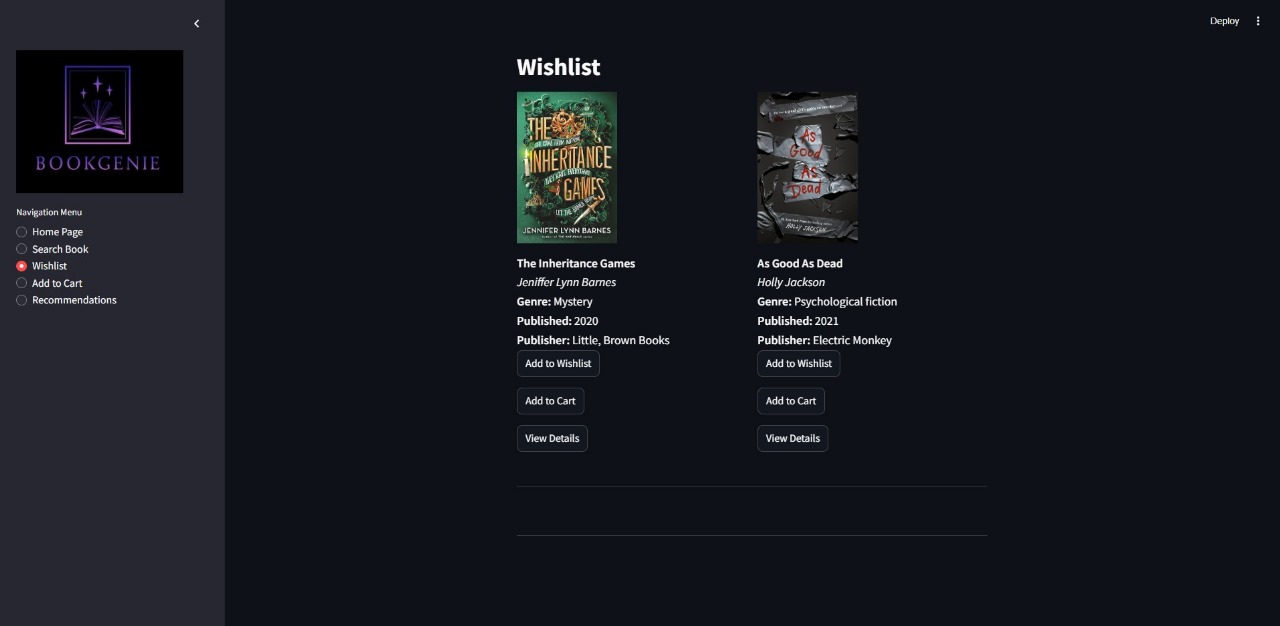 Deploy
BOOKGENIE
Navigation Menu
Home Page
Search Book
Wishlist
Add to Cart
Recommendations
Wishlist
THE
INHERITANCE
GAMES
JENNIFER LYNN BARNES
The Inheritance Games
Jeniffer Lynn Barnes
Genre: Mystery
Published: 2020
Publisher: Little, Brown Books
Add to Wishlist
Add to Cart
View Details
As
Good
As
Dead
HOLLY JACKSON
As Good As Dead
Holly Jackson
Genre: Psychological fiction
Published: 2021
Publisher: Electric Monkey
Add to Wishlist
Add to Cart
View Details